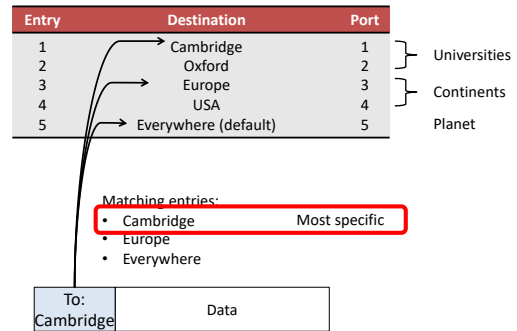 Entry Destination Port
1 Cambridge 1
2 Oxford 2
Universities
3 Europe 3
4 USA 4
Continents
5 Everywhere (default) 5 Planet
Matching entries:
• Cambridge Most specific
• Europe
• Everywhere
To:
Cambridge
Data